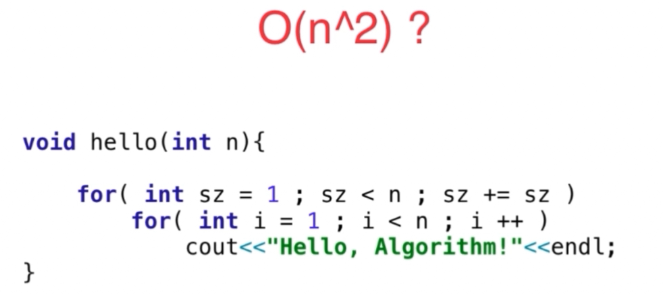 O(n^2) ?
void hello(int n){
for( int sz = 1 ; sz < n ; sz += sz )
for( int i = 1 ; i < n ; i ++ )
cout<<"Hello, Algorithm!"<<endl;
}